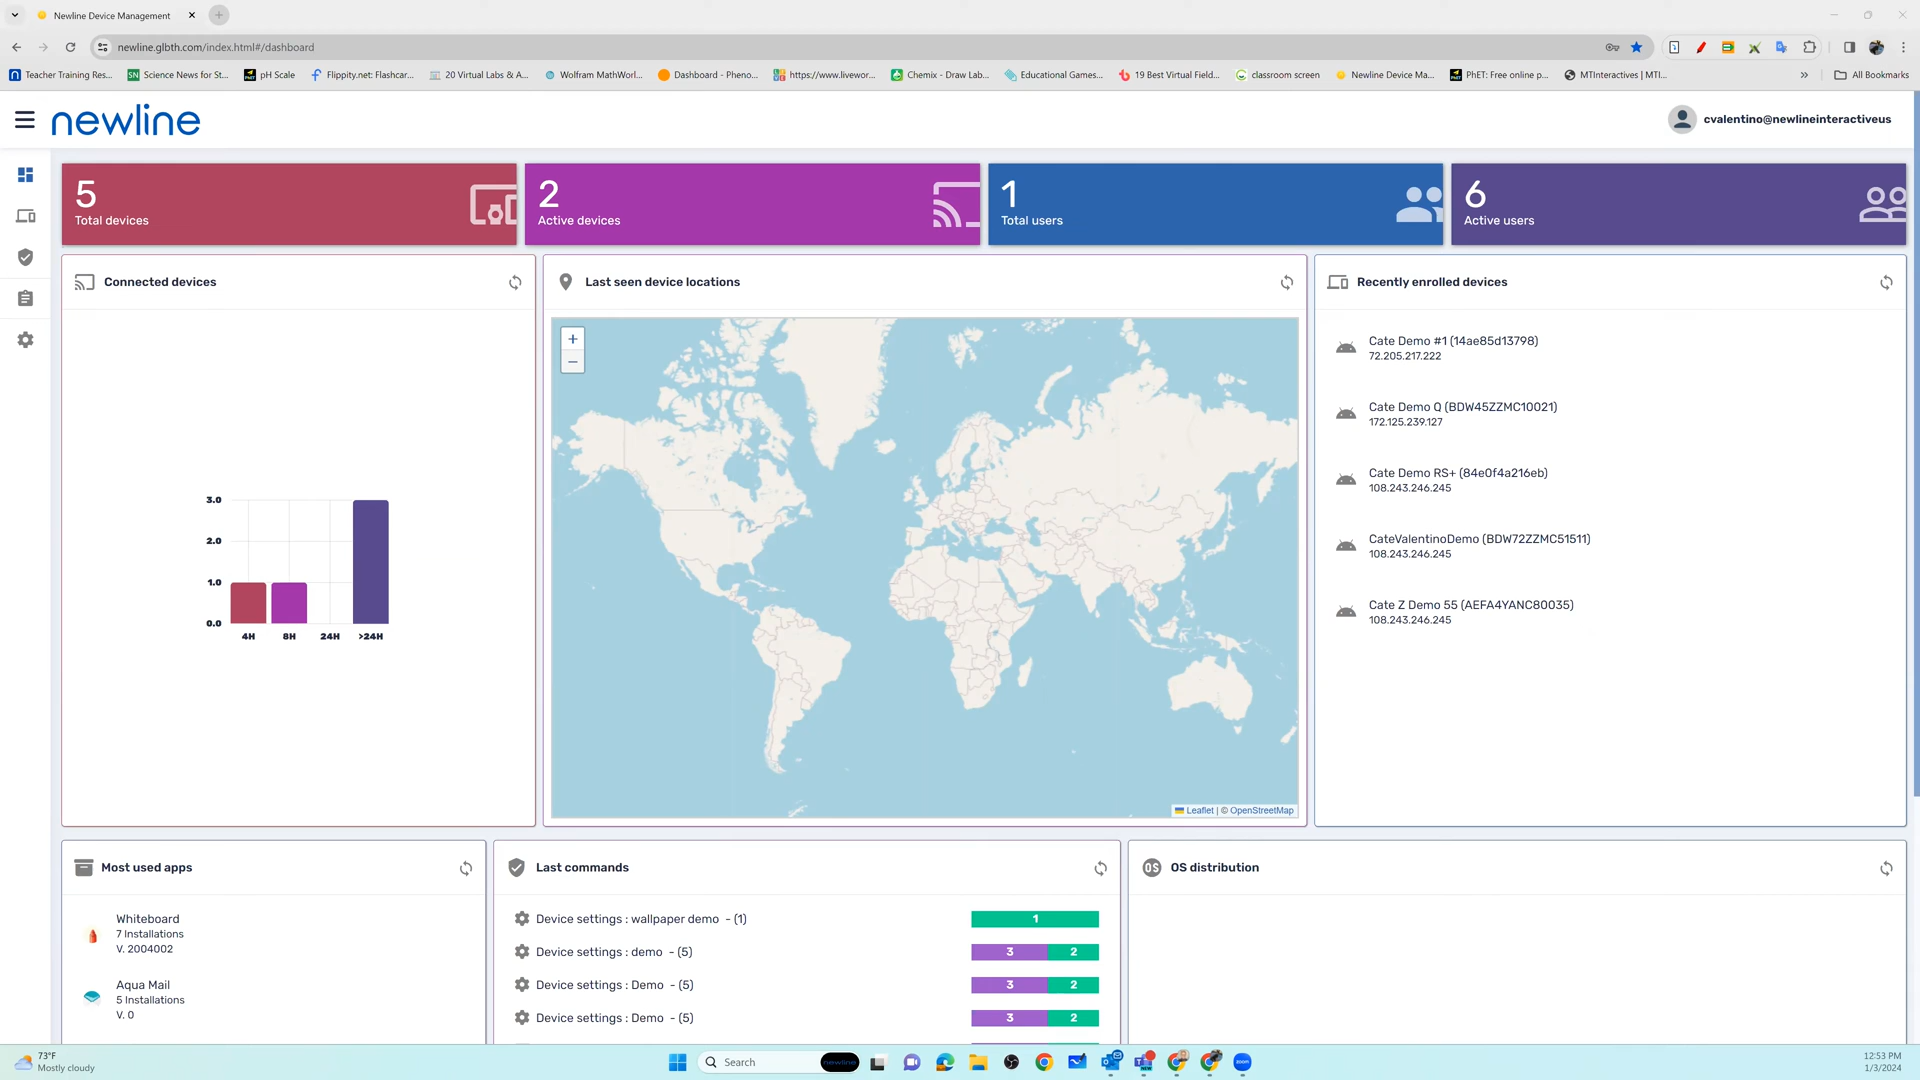 Newline Device Management
newline.glbth.com/index.html#/dashboard
Teacher Training Res...
Science News for St...
pH Scale
Flippity.net: Flashcar...
20 Virtual Labs & A...
Wolfram MathWorl...
Dashboard - Pheno...
https://www.livewor...
Chemix - Draw Lab...
Educational Games...
19 Best Virtual Field...
classroom screen
Newline Device Ma...
PhET: Free online p...
MTInteractives | MTI...
All Bookmarks
newline
cvalentino@newlineinteractiveus
5
Total devices
2
Active devices
1
Total users
6
Active users
Connected devices
3.0
2.0
1.0
0.0
4H 8H 24H >24H
Last seen device locations
+
−
Leaflet | © OpenStreetMap
Recently enrolled devices
Cate Demo #1 (14ae85d13798)
72.205.217.222
Cate Demo Q (BDW45ZZMC10021)
172.125.239.127
Cate Demo RS+ (84e0f4a216eb)
108.243.246.245
CateValentinoDemo (BDW72ZZMC51511)
108.243.246.245
Cate Z Demo 55 (AEFA4YANC80035)
108.243.246.245
Most used apps
Whiteboard
7 Installations
V. 2004002
Aqua Mail
5 Installations
V. 0
Last commands
Device settings : wallpaper demo - (1)
1
Device settings : demo - (5)
3 2
Device settings : Demo - (5)
3 2
Device settings : Demo - (5)
3 2
OS OS distribution
73°F
Mostly cloudy
Search
newline
12:53 PM
1/3/2024